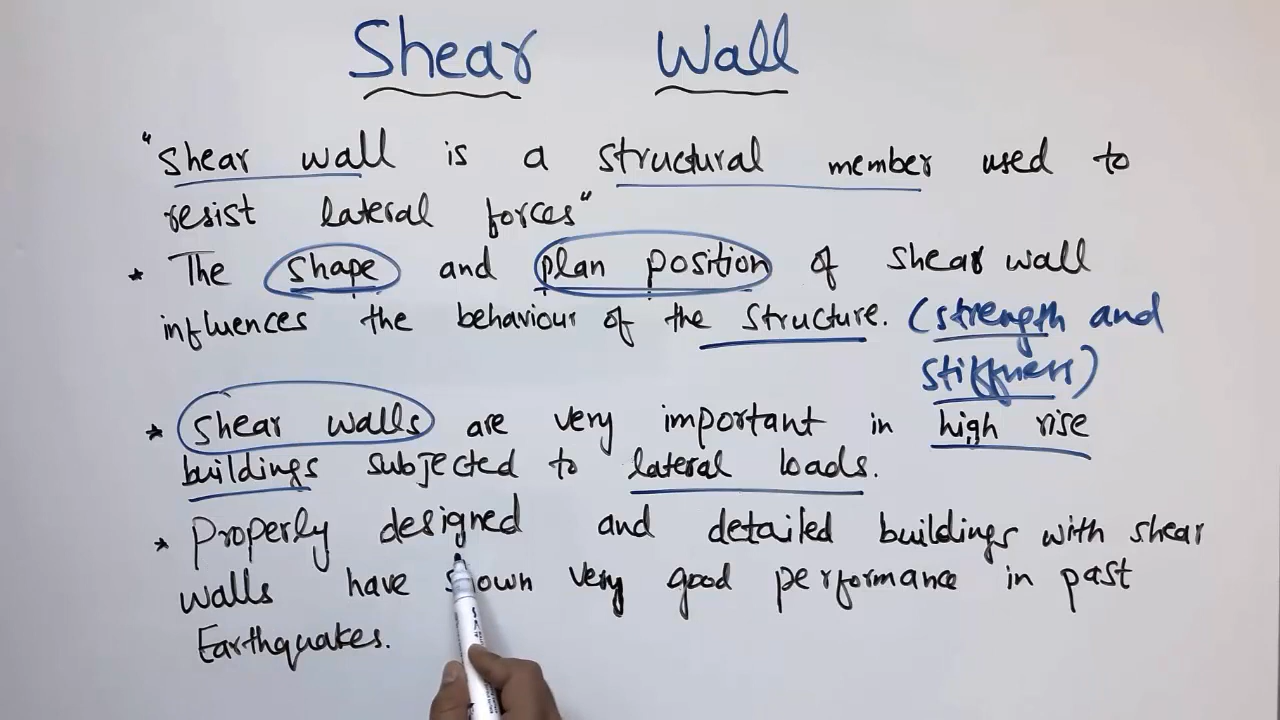 Shear Wall
"Shear wall is a structural member used to
resist lateral forces"
* The shape and plan position of shear wall
influences the behaviour of the structure. (strength and
stiffness)
* Shear walls are very important in high rise
buildings subjected to lateral loads.
* Properly designed and detailed buildings with shear
walls have shown very good performance in past
Earthquakes.